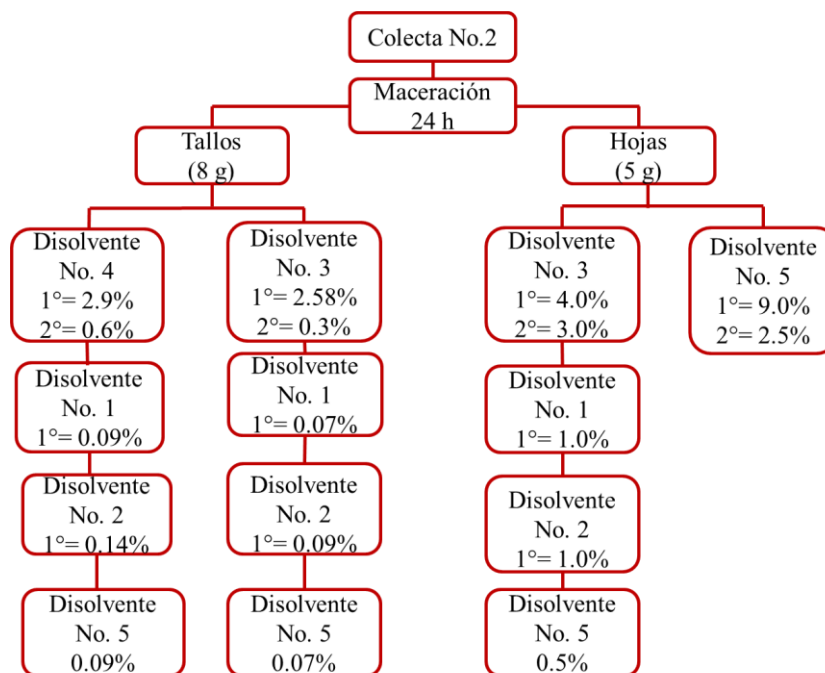 Colecta No.2
Maceración
24 h
Tallos
(8 g)
Hojas
(5 g)
Disolvente
No. 4
1°= 2.9%
2°= 0.6%
Disolvente
No. 3
1°= 2.58%
2°= 0.3%
Disolvente
No. 3
1°= 4.0%
2°= 3.0%
Disolvente
No. 5
1°= 9.0%
2°= 2.5%
Disolvente
No. 1
1°= 0.09%
Disolvente
No. 1
1°= 0.07%
Disolvente
No. 1
1°= 1.0%
Disolvente
No. 2
1°= 0.14%
Disolvente
No. 2
1°= 0.09%
Disolvente
No. 2
1°= 1.0%
Disolvente
No. 5
0.09%
Disolvente
No. 5
0.07%
Disolvente
No. 5
0.5%